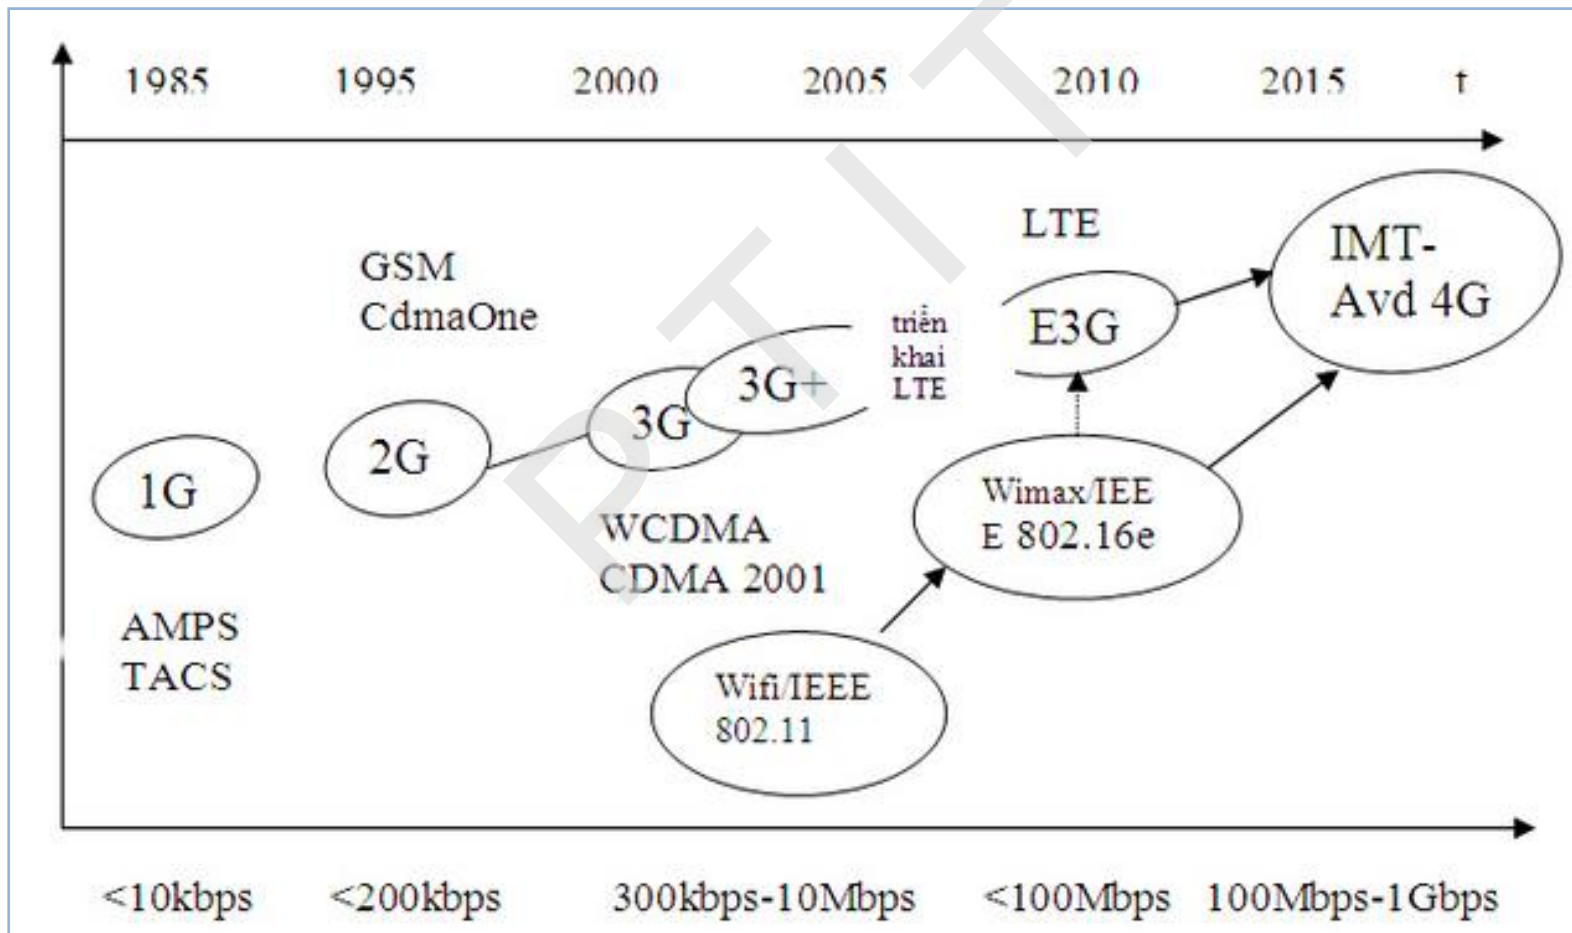 1985 1995 2000 2005 2010 2015 t
LTE
IMT-
Avd 4G
GSM
CdmaOne
triển
khai
LTE
E3G
3G+
3G
2G
1G
Wimax/IEE
E 802.16e
WCDMA
CDMA 2001
AMPS
TACS
Wifi/IEEE
802.11
<10kbps <200kbps 300kbps-10Mbps <100Mbps 100Mbps-1Gbps
PTIT